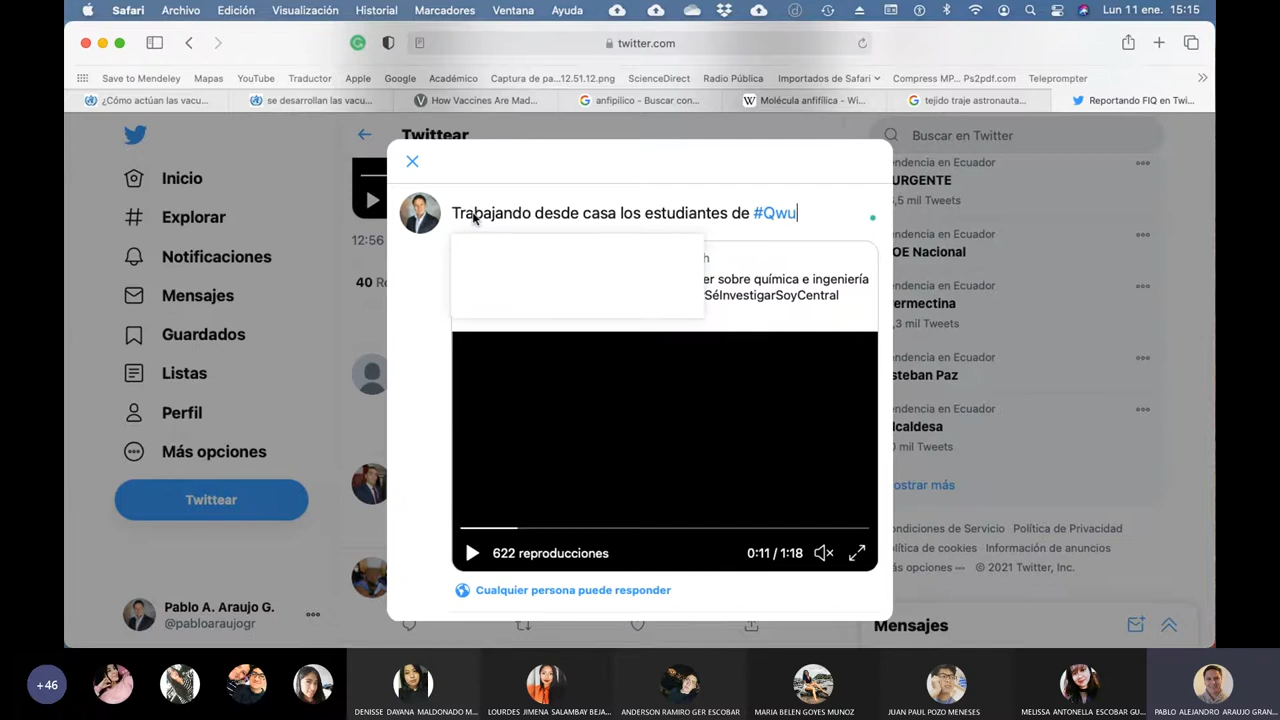 Safari Archivo Edición Visualización Historial Marcadores Ventana Ayuda Lun 11 ene. 15:15
twitter.com
Save to Mendeley Mapas YouTube Traductor Apple Google Académico Captura de pa...12.51.12.png ScienceDirect Radio Pública Importados de Safari Compress MP... Ps2pdf.com Teleprompter
¿Cómo actúan las vacu... se desarrollan las vacu... How Vaccines Are Mad... anfipilico - Buscar con... Molécula anfifílica - Wi... tejido traje astronauta... Reportando FIQ en Twi...
Inicio
Explorar
Notificaciones
Mensajes
Guardados
Listas
Perfil
Más opciones
Twittear
Pablo A. Araujo G.
@pabloaraujogr
Twittear
12:56
40 Re
Trabajando desde casa los estudiantes de #Qwu
h
er sobre química e ingeniería
SéInvestigarSoyCentral
622 reproducciones 0:11 / 1:18
Cualquier persona puede responder
Buscar en Twitter
endencia en Ecuador
URGENTE
,5 mil Tweets
endencia en Ecuador
OE Nacional
endencia en Ecuador
vermectina
,3 mil Tweets
endencia en Ecuador
steban Paz
endencia en Ecuador
lcaldesa
0 mil Tweets
ostrar más
ondiciones de Servicio Política de Privacidad
olítica de cookies Información de anuncios
ás opciones © 2021 Twitter, Inc.
Mensajes
+46
DENISSE DAYANA MALDONADO M... LOURDES JIMENA SALAMBAY BEJA... ANDERSON RAMIRO GER ESCOBAR MARIA BELEN GOYES MUNOZ JUAN PAUL POZO MENESES MELISSA ANTONELLA ESCOBAR GU... PABLO ALEJANDRO ARAUJO GRAN...